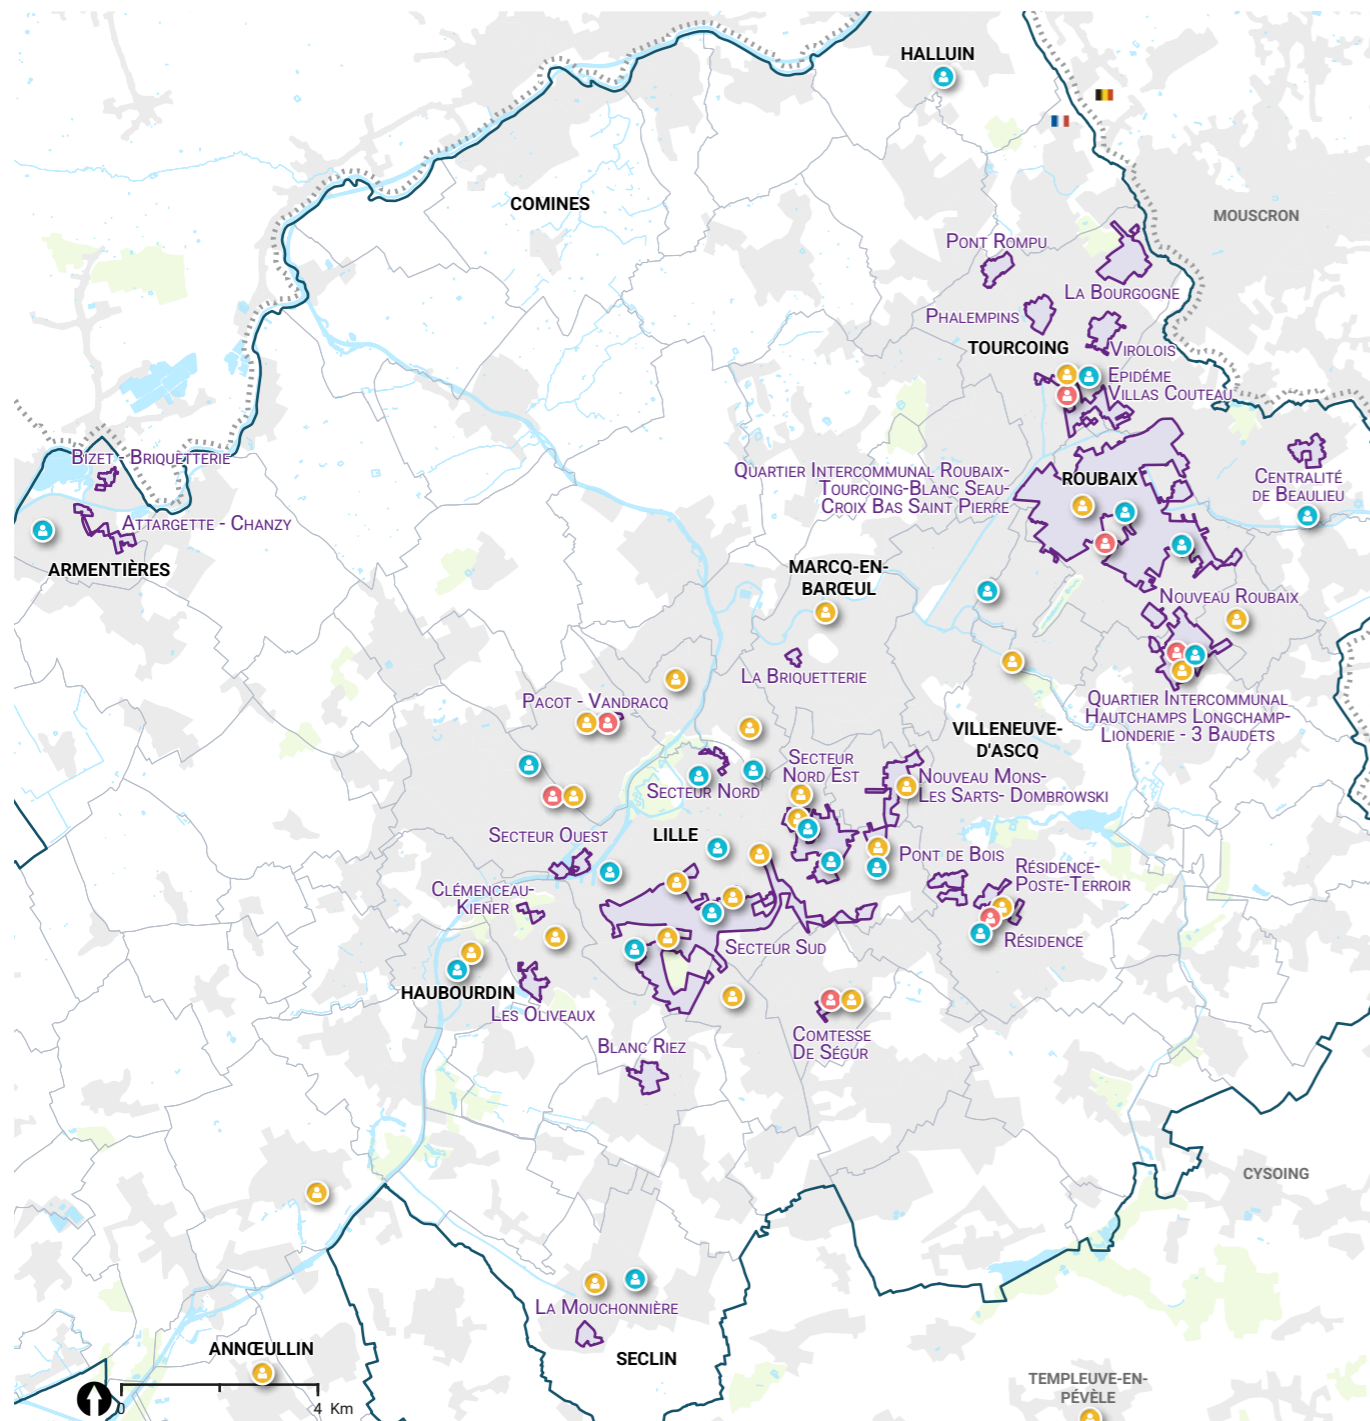 HALLUIN
COMINES
MOUSCRON
PONT ROMPU
LA BOURGOGNE
PHALEMPINS
TOURCOING
VIROLOIS
EPIDÉME
VILLAS COUTEAU
BIZET - BRIQUETTERIE
ATTARGETTE - CHANZY
ARMENTIÈRES
QUARTIER INTERCOMMUNAL ROUBAIX-
TOURCOING-BLANC SEAU-
CROIX BAS SAINT PIERRE
ROUBAIX
CENTRALITÉ
DE BEAULIEU
MARCQ-EN-
BARŒUL
NOUVEAU ROUBAIX
LA BRIQUETTERIE
PACOT - VANDRACQ
QUARTIER INTERCOMMUNAL
HAUTCHAMPS LONGCHAMP-
LIONDERIE - 3 BAUDETS
VILLENEUVE-
D'ASCQ
SECTEUR
NORD EST
SECTEUR NORD
NOUVEAU MONS-
LES SARTS- DOMBROWSKI
SECTEUR OUEST
LILLE
PONT DE BOIS
RÉSIDENCE-
POSTE-TERROIR
CLÉMENCEAU-
KIENER
SECTEUR SUD
RÉSIDENCE
HAUBOURDIN
LES OLIVEAUX
COMTESSE
DE SÉGUR
BLANC RIEZ
CYSOING
LA MOUCHONNIÈRE
SECLIN
ANNŒULLIN
TEMPLEUVE-EN-
PÉVÈLE
0 4 Km